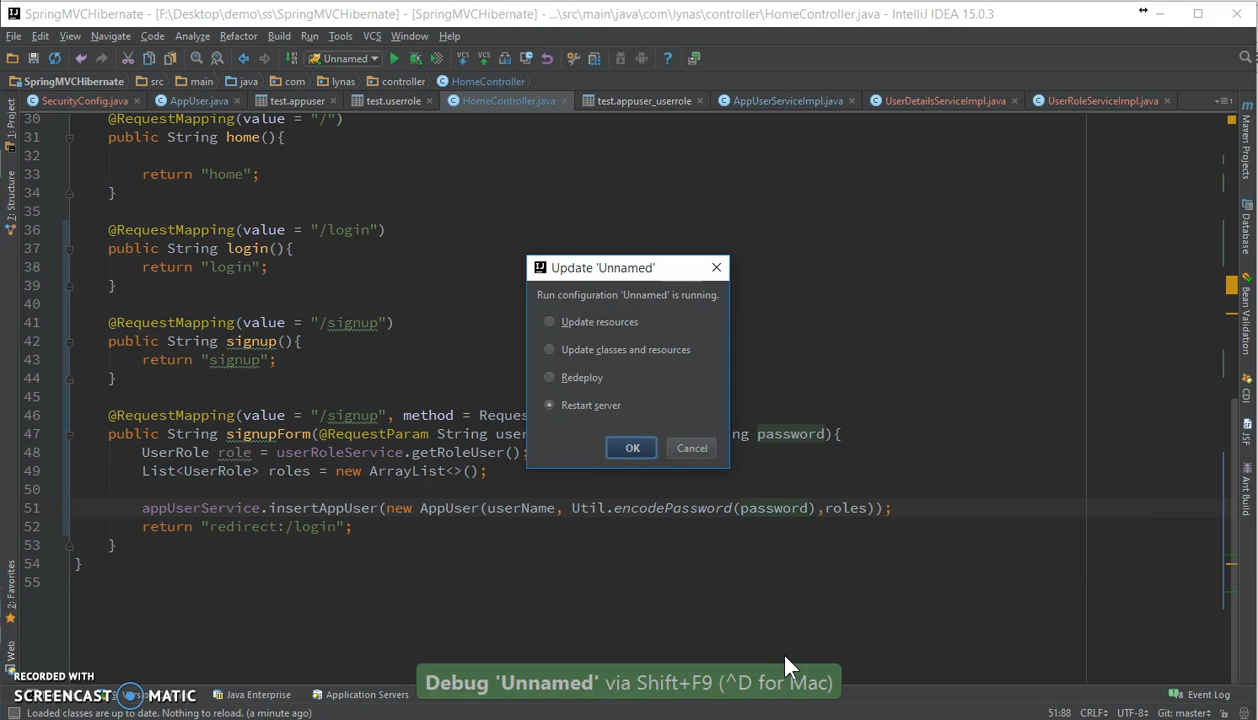 SpringMVCHibernate - [F:\Desktop\demo\ss\SpringMVCHibernate] - [SpringMVCHibernate] - ...\src\main\java\com\lynas\controller\HomeController.java - IntelliJ IDEA 15.0.3
File Edit View Navigate Code Analyze Refactor Build Run Tools VCS Window Help
Unnamed
SpringMVCHibernate src main java com lynas controller HomeController
SecurityConfig.java AppUser.java test.appuser test.userrole HomeController.java test.appuser_userrole AppUserServiceImpl.java UserDetailsServiceImpl.java UserRoleServiceImpl.java
30 @RequestMapping(value = "/")
31 public String home(){
32
33 return "home";
34 }
35
36 @RequestMapping(value = "/login")
37 public String login(){
38 return "login";
39 }
40
41 @RequestMapping(value = "/signup")
42 public String signup(){
43 return "signup";
44 }
45
46 @RequestMapping(value = "/signup", method = Reque
47 public String signupForm(@RequestParam String user ng password){
48 UserRole role = userRoleService.getRoleUser();
49 List<UserRole> roles = new ArrayList<>();
50
51 appUserService.insertAppUser(new AppUser(userName, Util.encodePassword(password),roles));
52 return "redirect:/login";
53 }
54 }
55
Update 'Unnamed'
Run configuration 'Unnamed' is running.
Update resources
Update classes and resources
Redeploy
Restart server
OK Cancel
1: Project
7: Structure
2: Favorites
Web
Maven Projects
Database
Bean Validation
CDI
JSF
Ant Build
Debug 'Unnamed' via Shift+F9 (^D for Mac)
RECORDED WITH
SCREENCAST MATIC
Java Enterprise Application Servers Event Log
Loaded classes are up to date. Nothing to reload. (a minute ago) 51:88 CRLF UTF-8 Git: master